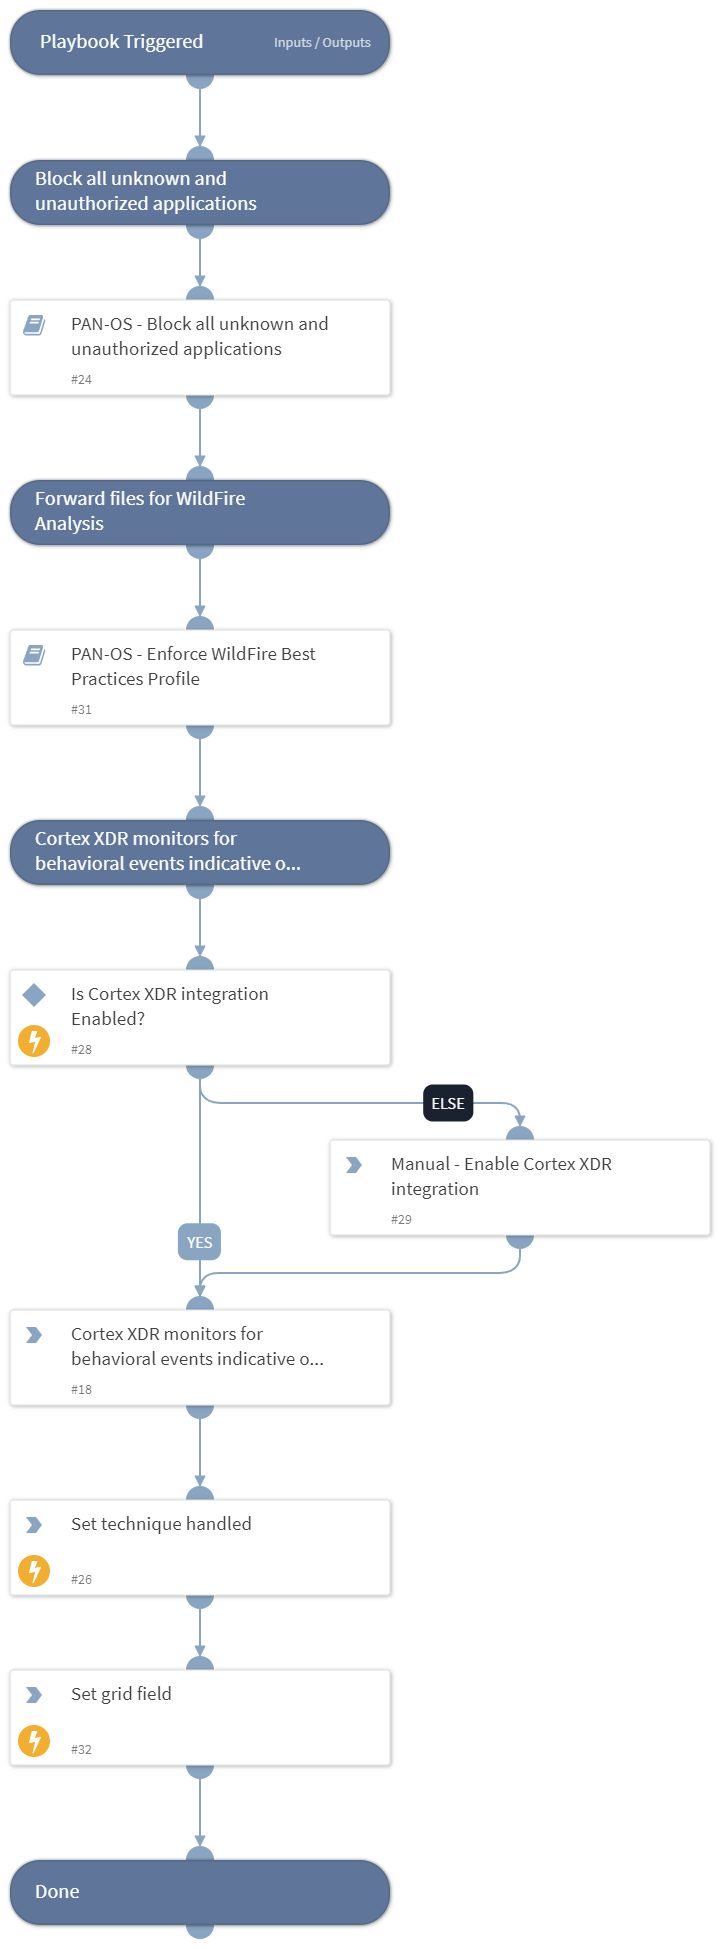 Playbook Triggered
Inputs / Outputs
Block all unknown and
unauthorized applications
PAN-OS - Block all unknown and
unauthorized applications
#24
Forward files for WildFire
Analysis
PAN-OS - Enforce WildFire Best
Practices Profile
#31
Cortex XDR monitors for
behavioral events indicative o...
Is Cortex XDR integration
Enabled?
#28
ELSE
Manual - Enable Cortex XDR
integration
#29
YES
Cortex XDR monitors for
behavioral events indicative o...
#18
Set technique handled
#26
Set grid field
#32
Done